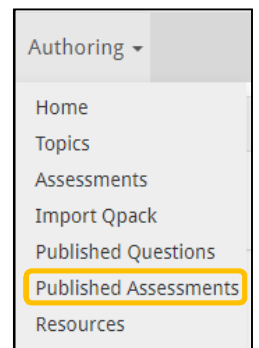 Authoring
Home
Topics
Assessments
Import Qpack
Published Questions
Published Assessments
Resources